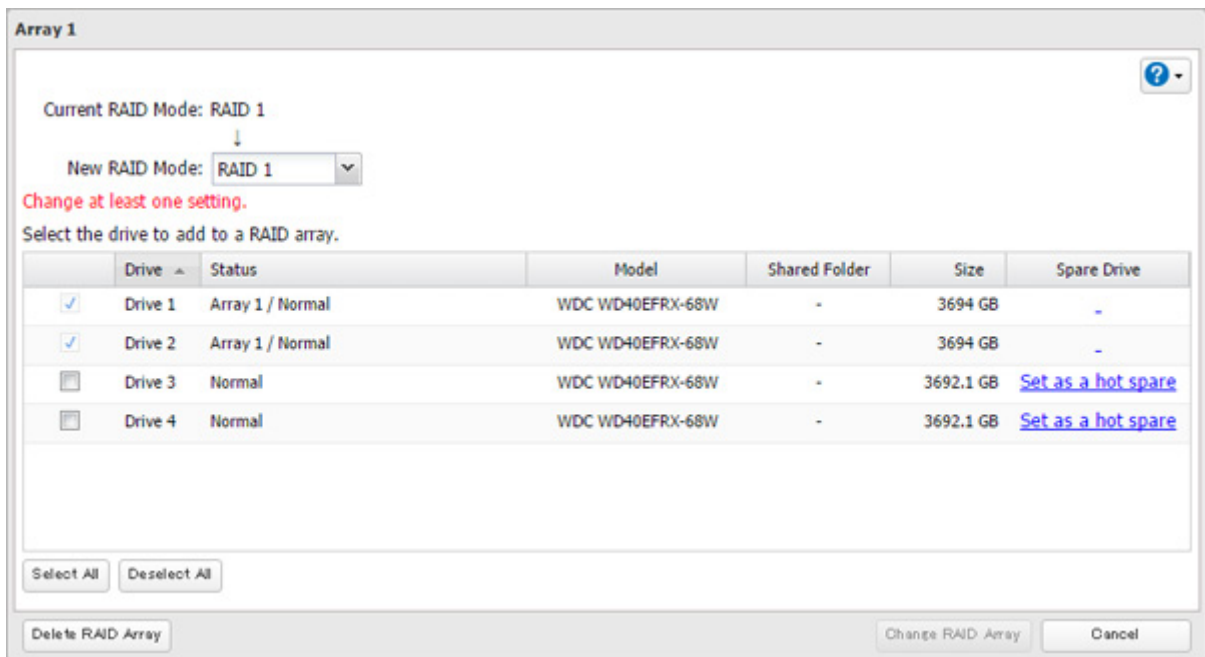 Array 1
Current RAID Mode: RAID 1
↓
New RAID Mode: RAID 1
Change at least one setting.
Select the drive to add to a RAID array.
Drive Status Model Shared Folder Size Spare Drive
Drive 1 Array 1 / Normal WDC WD40EFRX-68W - 3694 GB -
Drive 2 Array 1 / Normal WDC WD40EFRX-68W - 3694 GB -
Drive 3 Normal WDC WD40EFRX-68W - 3692.1 GB Set as a hot spare
Drive 4 Normal WDC WD40EFRX-68W - 3692.1 GB Set as a hot spare
Select All Deselect All
Delete RAID Array Change RAID Array Cancel